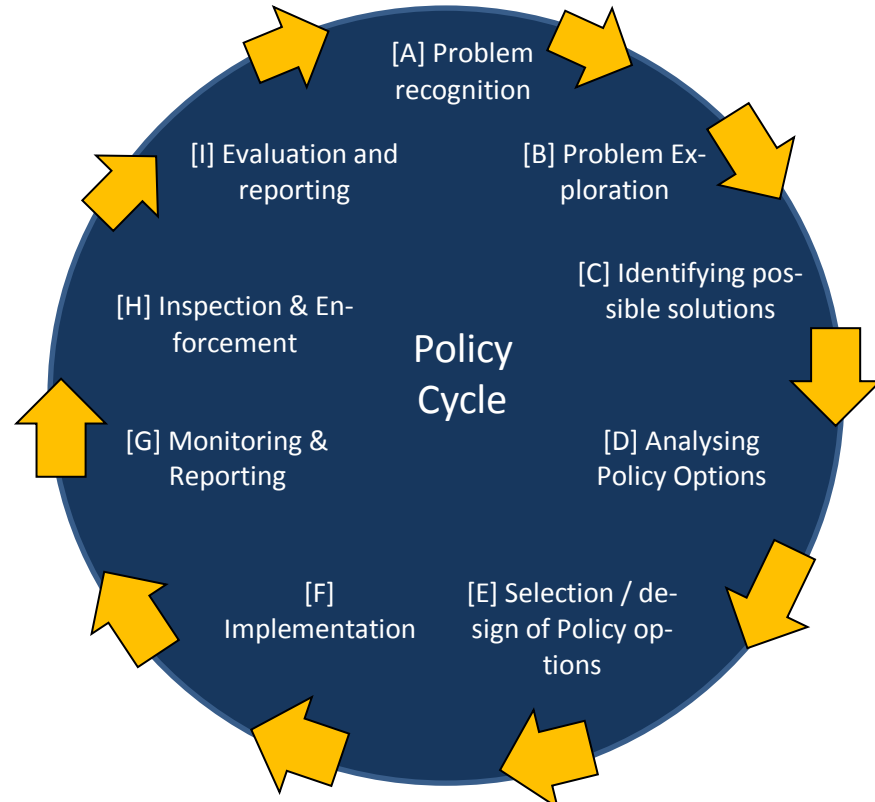 [A] Problem
recognition
[B] Problem Ex-
ploration
[C] Identifying pos-
sible solutions
[D] Analysing
Policy Options
[E] Selection / de-
sign of Policy op-
tions
[F]
Implementation
[G] Monitoring &
Reporting
[H] Inspection & En-
forcement
[I] Evaluation and
reporting
Policy
Cycle